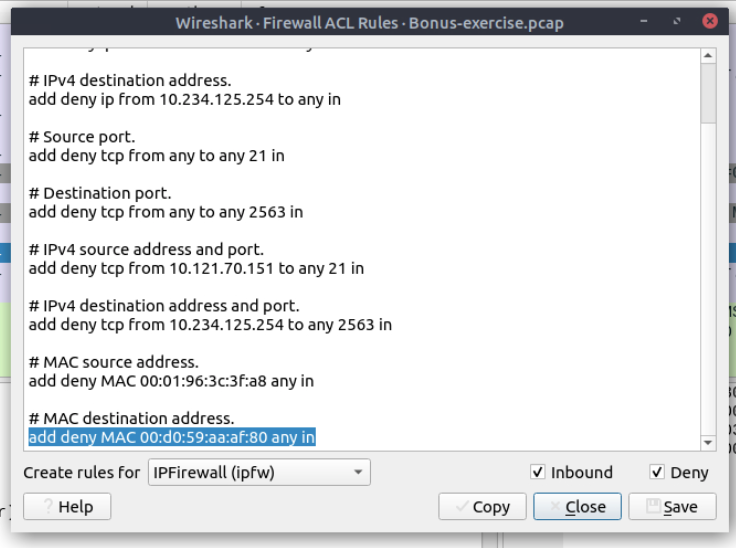 Wireshark · Firewall ACL Rules · Bonus-exercise.pcap
# IPv4 destination address.
add deny ip from 10.234.125.254 to any in
# Source port.
add deny tcp from any to any 21 in
# Destination port.
add deny tcp from any to any 2563 in
# IPv4 source address and port.
add deny tcp from 10.121.70.151 to any 21 in
# IPv4 destination address and port.
add deny tcp from 10.234.125.254 to any 2563 in
# MAC source address.
add deny MAC 00:01:96:3c:3f:a8 any in
# MAC destination address.
add deny MAC 00:d0:59:aa:af:80 any in
Create rules for IPFirewall (ipfw) Inbound Deny
Help Copy Close Save